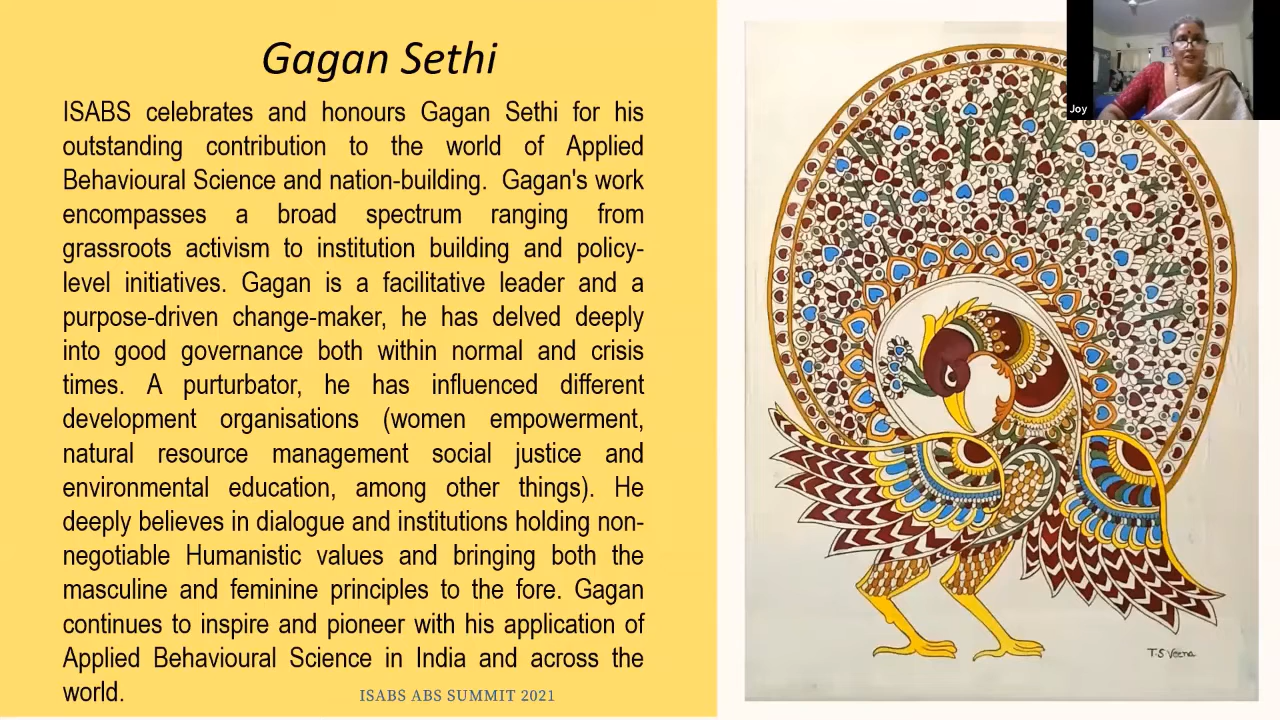 Gagan Sethi
ISABS celebrates and honours Gagan Sethi for his
outstanding contribution to the world of Applied
Behavioural Science and nation-building. Gagan's work
encompasses a broad spectrum ranging from
grassroots activism to institution building and policy-
level initiatives. Gagan is a facilitative leader and a
purpose-driven change-maker, he has delved deeply
into good governance both within normal and crisis
times. A purturbator, he has influenced different
development organisations (women empowerment,
natural resource management social justice and
environmental education, among other things). He
deeply believes in dialogue and institutions holding non-
negotiable Humanistic values and bringing both the
masculine and feminine principles to the fore. Gagan
continues to inspire and pioneer with his application of
Applied Behavioural Science in India and across the
world.
ISABS ABS SUMMIT 2021
Joy
T.S Veena